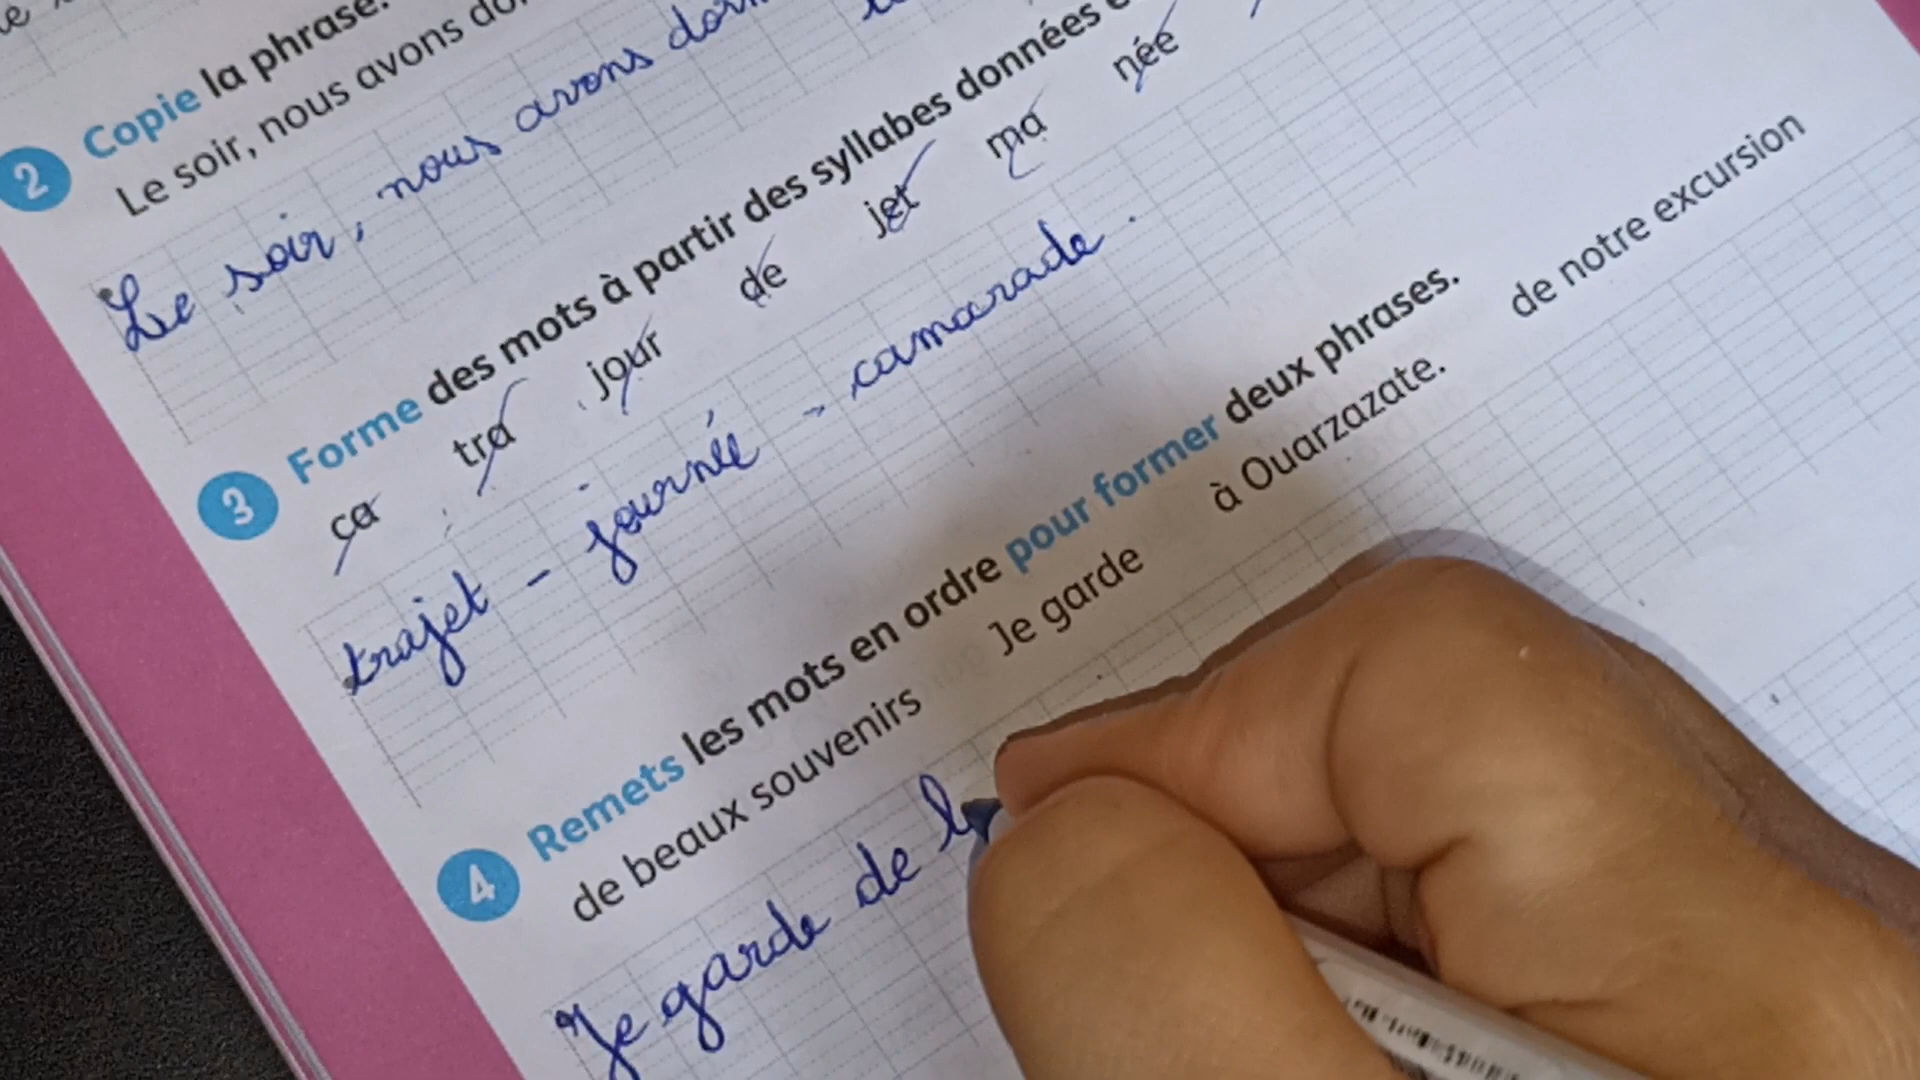 2 Copie la phrase.
Le soir, nous avons
Le soir, nous avons
3 Forme des mots à partir des syllabes données
ca tra jour de jet ma née
trajet - journée - camarade.
4 Remets les mots en ordre pour former deux phrases.
de beaux souvenirs Je garde à Ouarzazate. de notre excursion
Je garde de